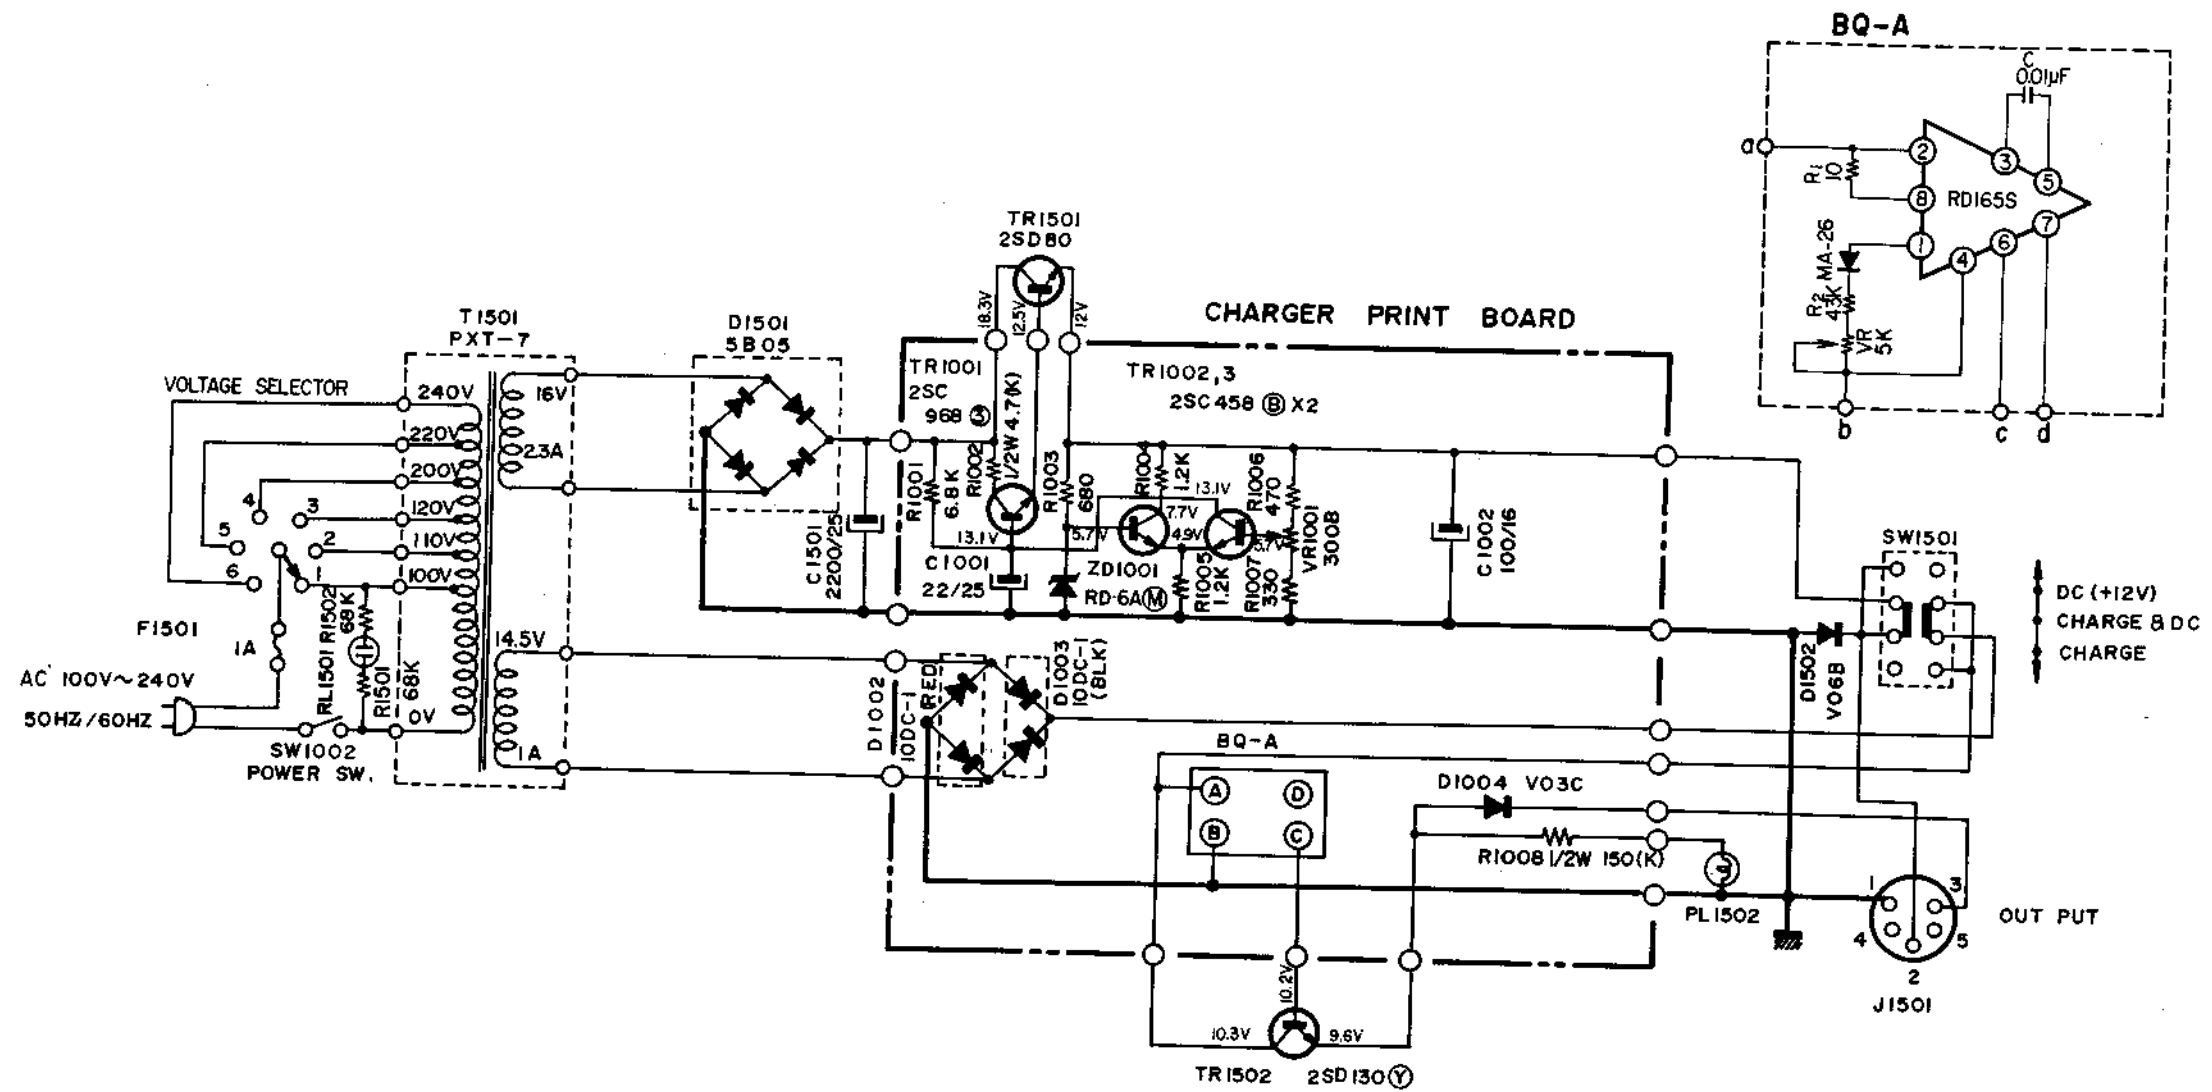 BQ-A
C
0.01µF
a
R1
10
2
3
5
8
RD165S
7
1
6
4
MA-26
R2
43K
VR
5K
b
c
d
TR1501
2SD80
18.3V
12.5V
12V
CHARGER PRINT BOARD
T1501
PXT-7
D1501
5B05
VOLTAGE SELECTOR
240V
220V
200V
120V
110V
100V
0V
16V
2.3A
14.5V
1A
4
3
5
2
6
1
TR1001
2SC
968 3
TR1002,3
2SC458 B X2
R1001
6.8K
R1002
1/2W 4.7(K)
R1003
680
R1004
1.2K
13.1V
R1006
470
7.7V
5.7V
4.9V
5.7V
VR1001
300B
13.1V
C1501
2200/25
C1001
22/25
ZD1001
RD-6A M
R1005
1.2K
R1007
330
C1002
100/16
SW1501
DC (+12V)
CHARGE & DC
CHARGE
F1501
1A
RL1501
R1502
68K
R1501
68K
AC 100V~240V
50HZ/60HZ
SW1002
POWER SW.
D1002
10DC-1
RED
D1003
10DC-1
(BLK)
D1502
V06B
BQ-A
A
D
B
C
D1004 V03C
R1008 1/2W 150(K)
PL1502
1
3
4
5
2
OUT PUT
J1501
10.2V
10.3V
9.6V
TR1502
2SD130 Y